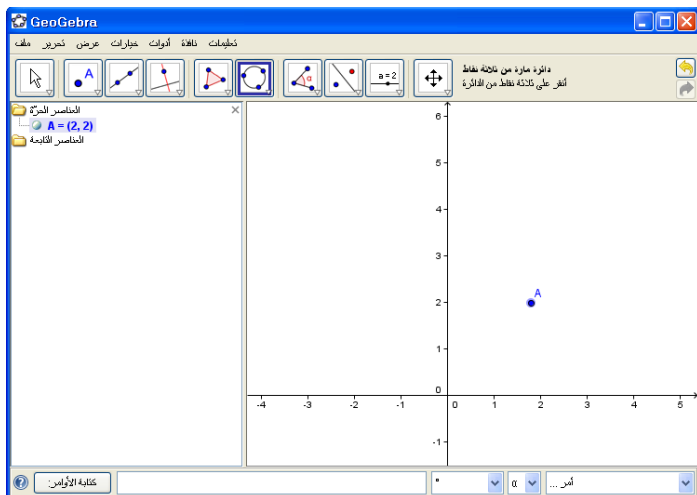 GeoGebra
ملف تحرير عرض خيارات أدوات نافذة تعليمات
A
α
a = 2
دائرة مارة من ثلاثة نقاط
أنقر على ثلاثة نقاط من الدائرة
العناصر الحرّة
A = (2, 2)
العناصر التابعة
6
5
4
3
2
1
0
-1
-4 -3 -2 -1 0 1 2 3 4 5
A
كتابة الأوامر:
°
α
أمر ...